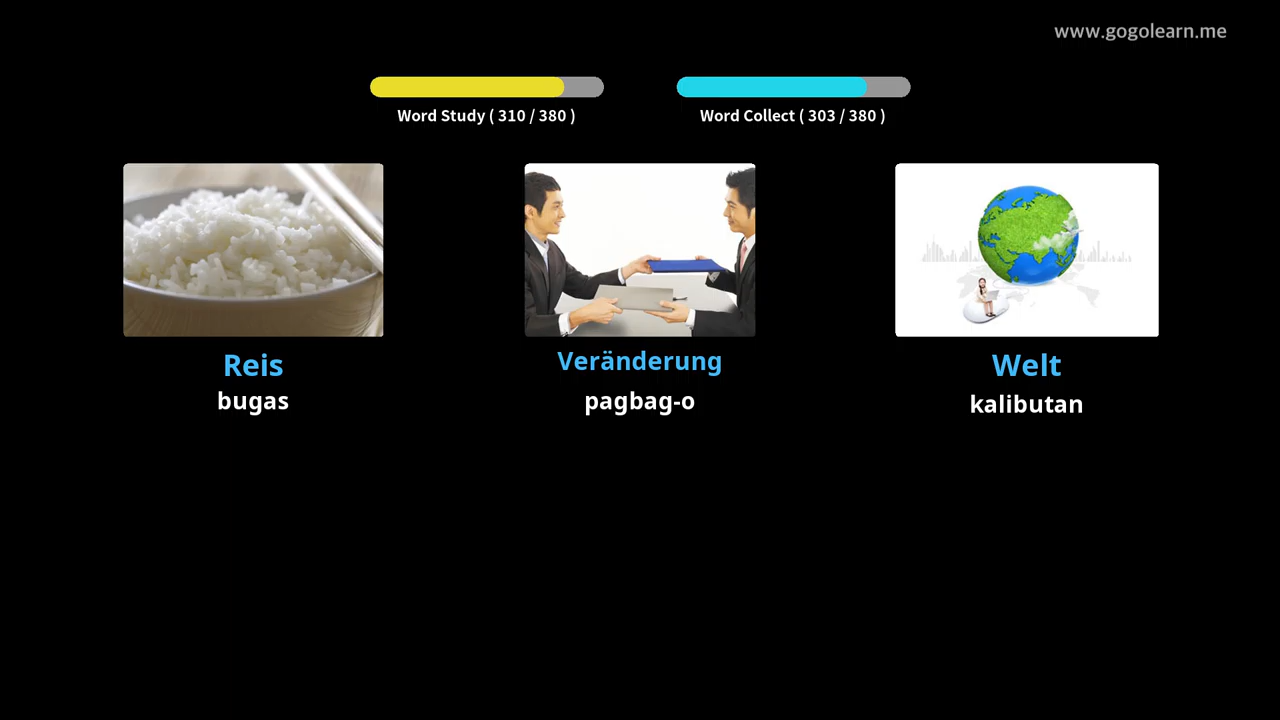 www.gogolearn.me
Word Study ( 310 / 380 )
Word Collect ( 303 / 380 )
Reis
bugas
Veränderung
pagbag-o
Welt
kalibutan